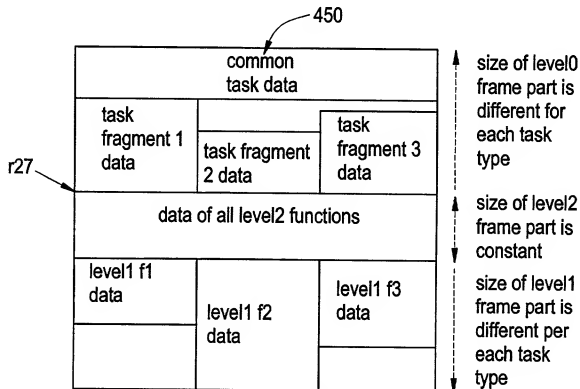 450
common
task data
task
fragment 1
data
task fragment
2 data
task
fragment 3
data
size of level0
frame part is
different for
each task
type
r27
data of all level2 functions
size of level2
frame part is
constant
level1 f1
data
level1 f2
data
level1 f3
data
size of level1
frame part is
different per
each task
type